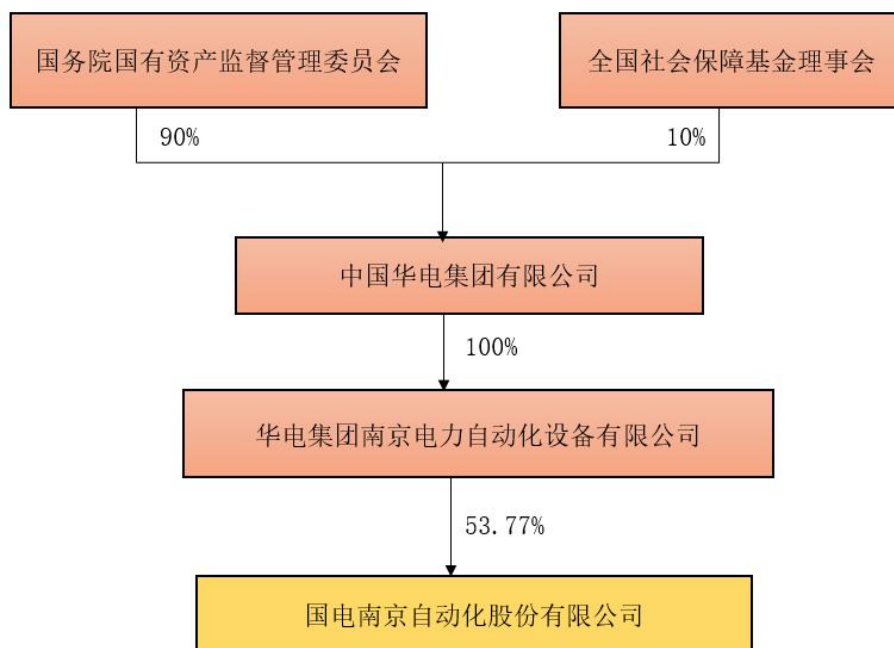 国务院国有资产监督管理委员会
全国社会保障基金理事会
90%
10%
中国华电集团有限公司
100%
华电集团南京电力自动化设备有限公司
53.77%
国电南京自动化股份有限公司